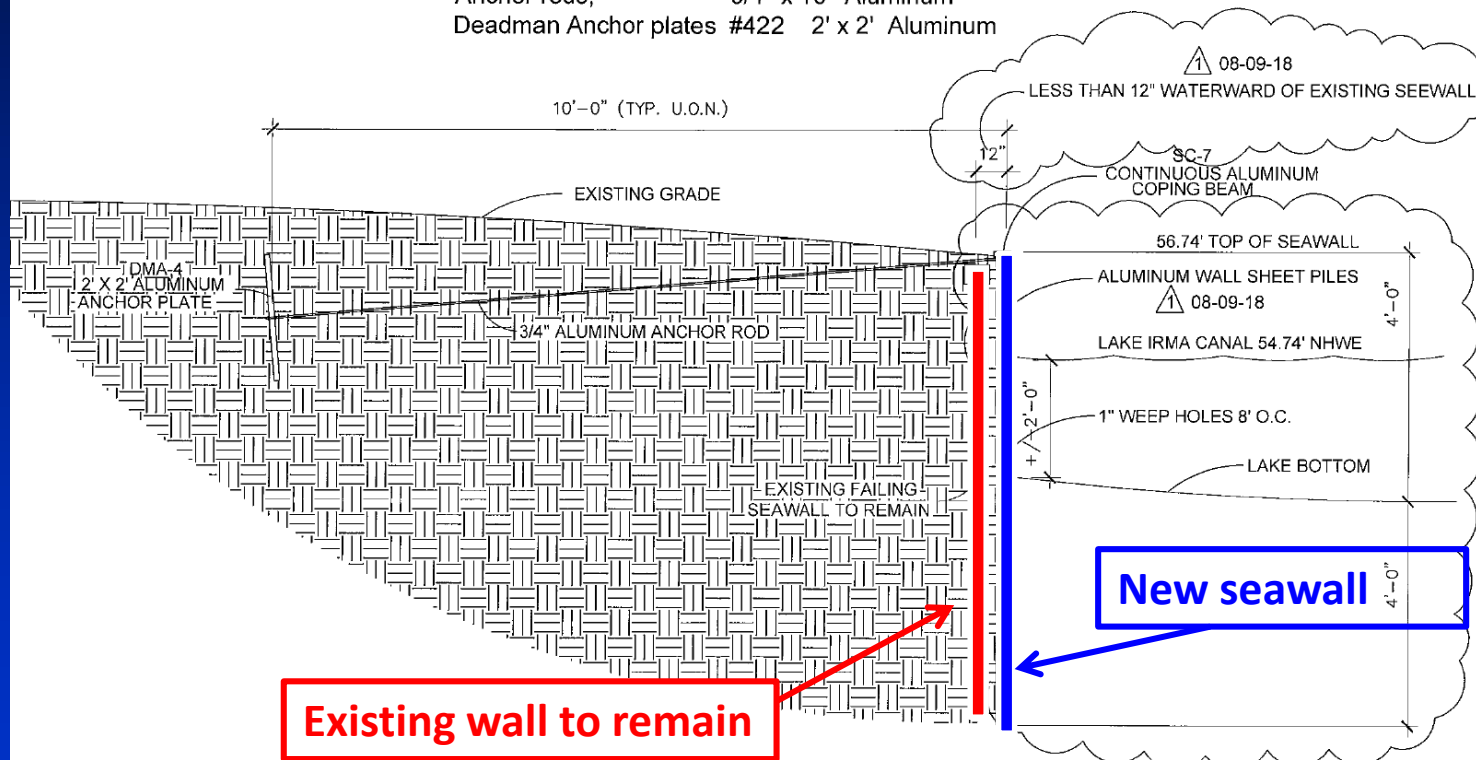 Deadman Anchor plates #422 2' x 2' Aluminum
1 08-09-18
LESS THAN 12" WATERWARD OF EXISTING SEEWALL
10'-0" (TYP. U.O.N.)
12"
SC-7
CONTINUOUS ALUMINUM
COPING BEAM
EXISTING GRADE
56.74' TOP OF SEAWALL
DMA-4
2' X 2' ALUMINUM
ANCHOR PLATE
ALUMINUM WALL SHEET PILES
1 08-09-18
4'-0"
3/4" ALUMINUM ANCHOR ROD
LAKE IRMA CANAL 54.74' NHWE
+/-2'-0"
1" WEEP HOLES 8' O.C.
LAKE BOTTOM
EXISTING FAILING
SEAWALL TO REMAIN
New seawall
4'-0"
Existing wall to remain